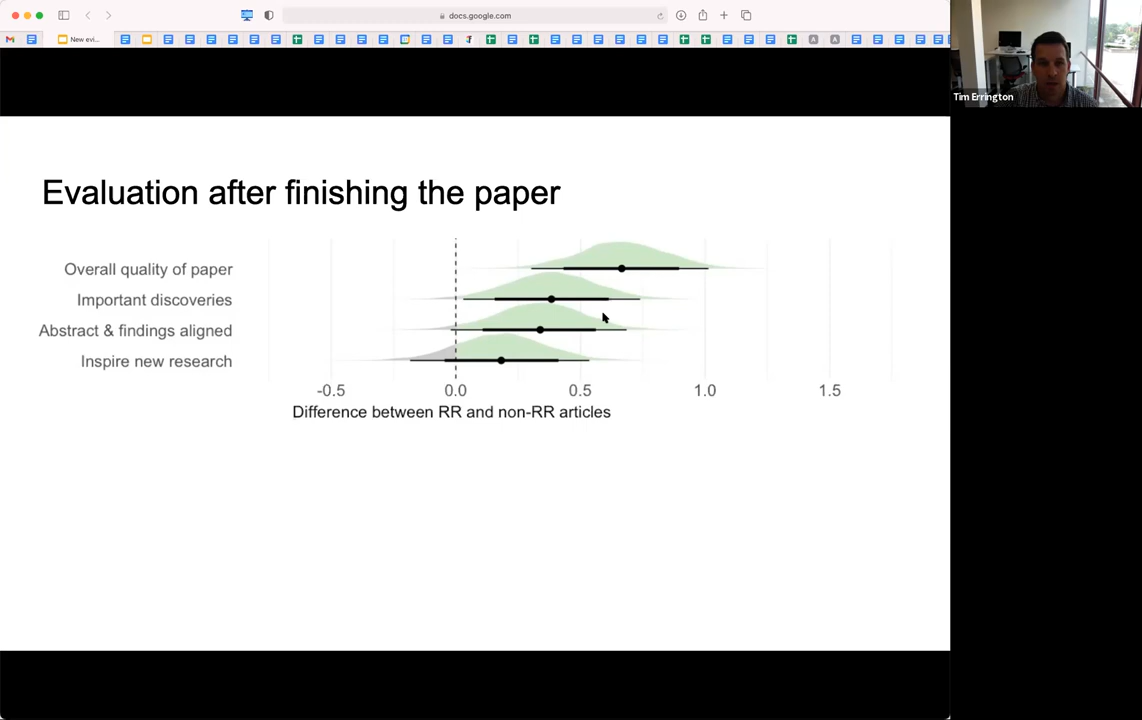 docs.google.com
New evi...
Tim Errington
Evaluation after finishing the paper
Overall quality of paper
Important discoveries
Abstract & findings aligned
Inspire new research
-0.5 0.0 0.5 1.0 1.5
Difference between RR and non-RR articles